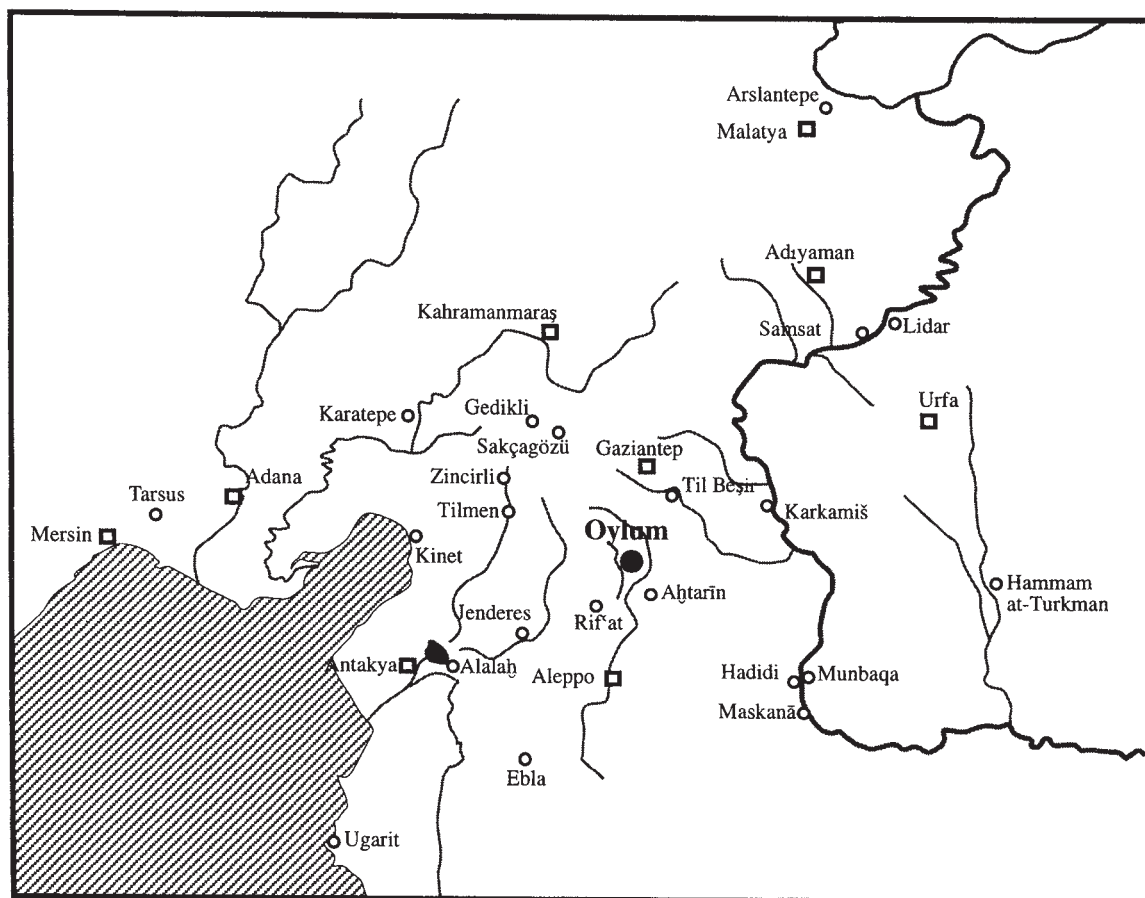 Arslantepe
Malatya
Adıyaman
Kahramanmaraş
Samsat
Lidar
Karatepe
Gedikli
Urfa
Sakçagözü
Gaziantep
Zincirli
Adana
Til Beşir
Tarsus
Tilmen
Karkamiš
Mersin
Oylum
Kinet
Hammam
at-Turkman
Aḫtarīn
Jenderes
Rifʿat
Antakya
Alalaḫ
Aleppo
Hadidi
Munbaqa
Maskanā
Ebla
Ugarit